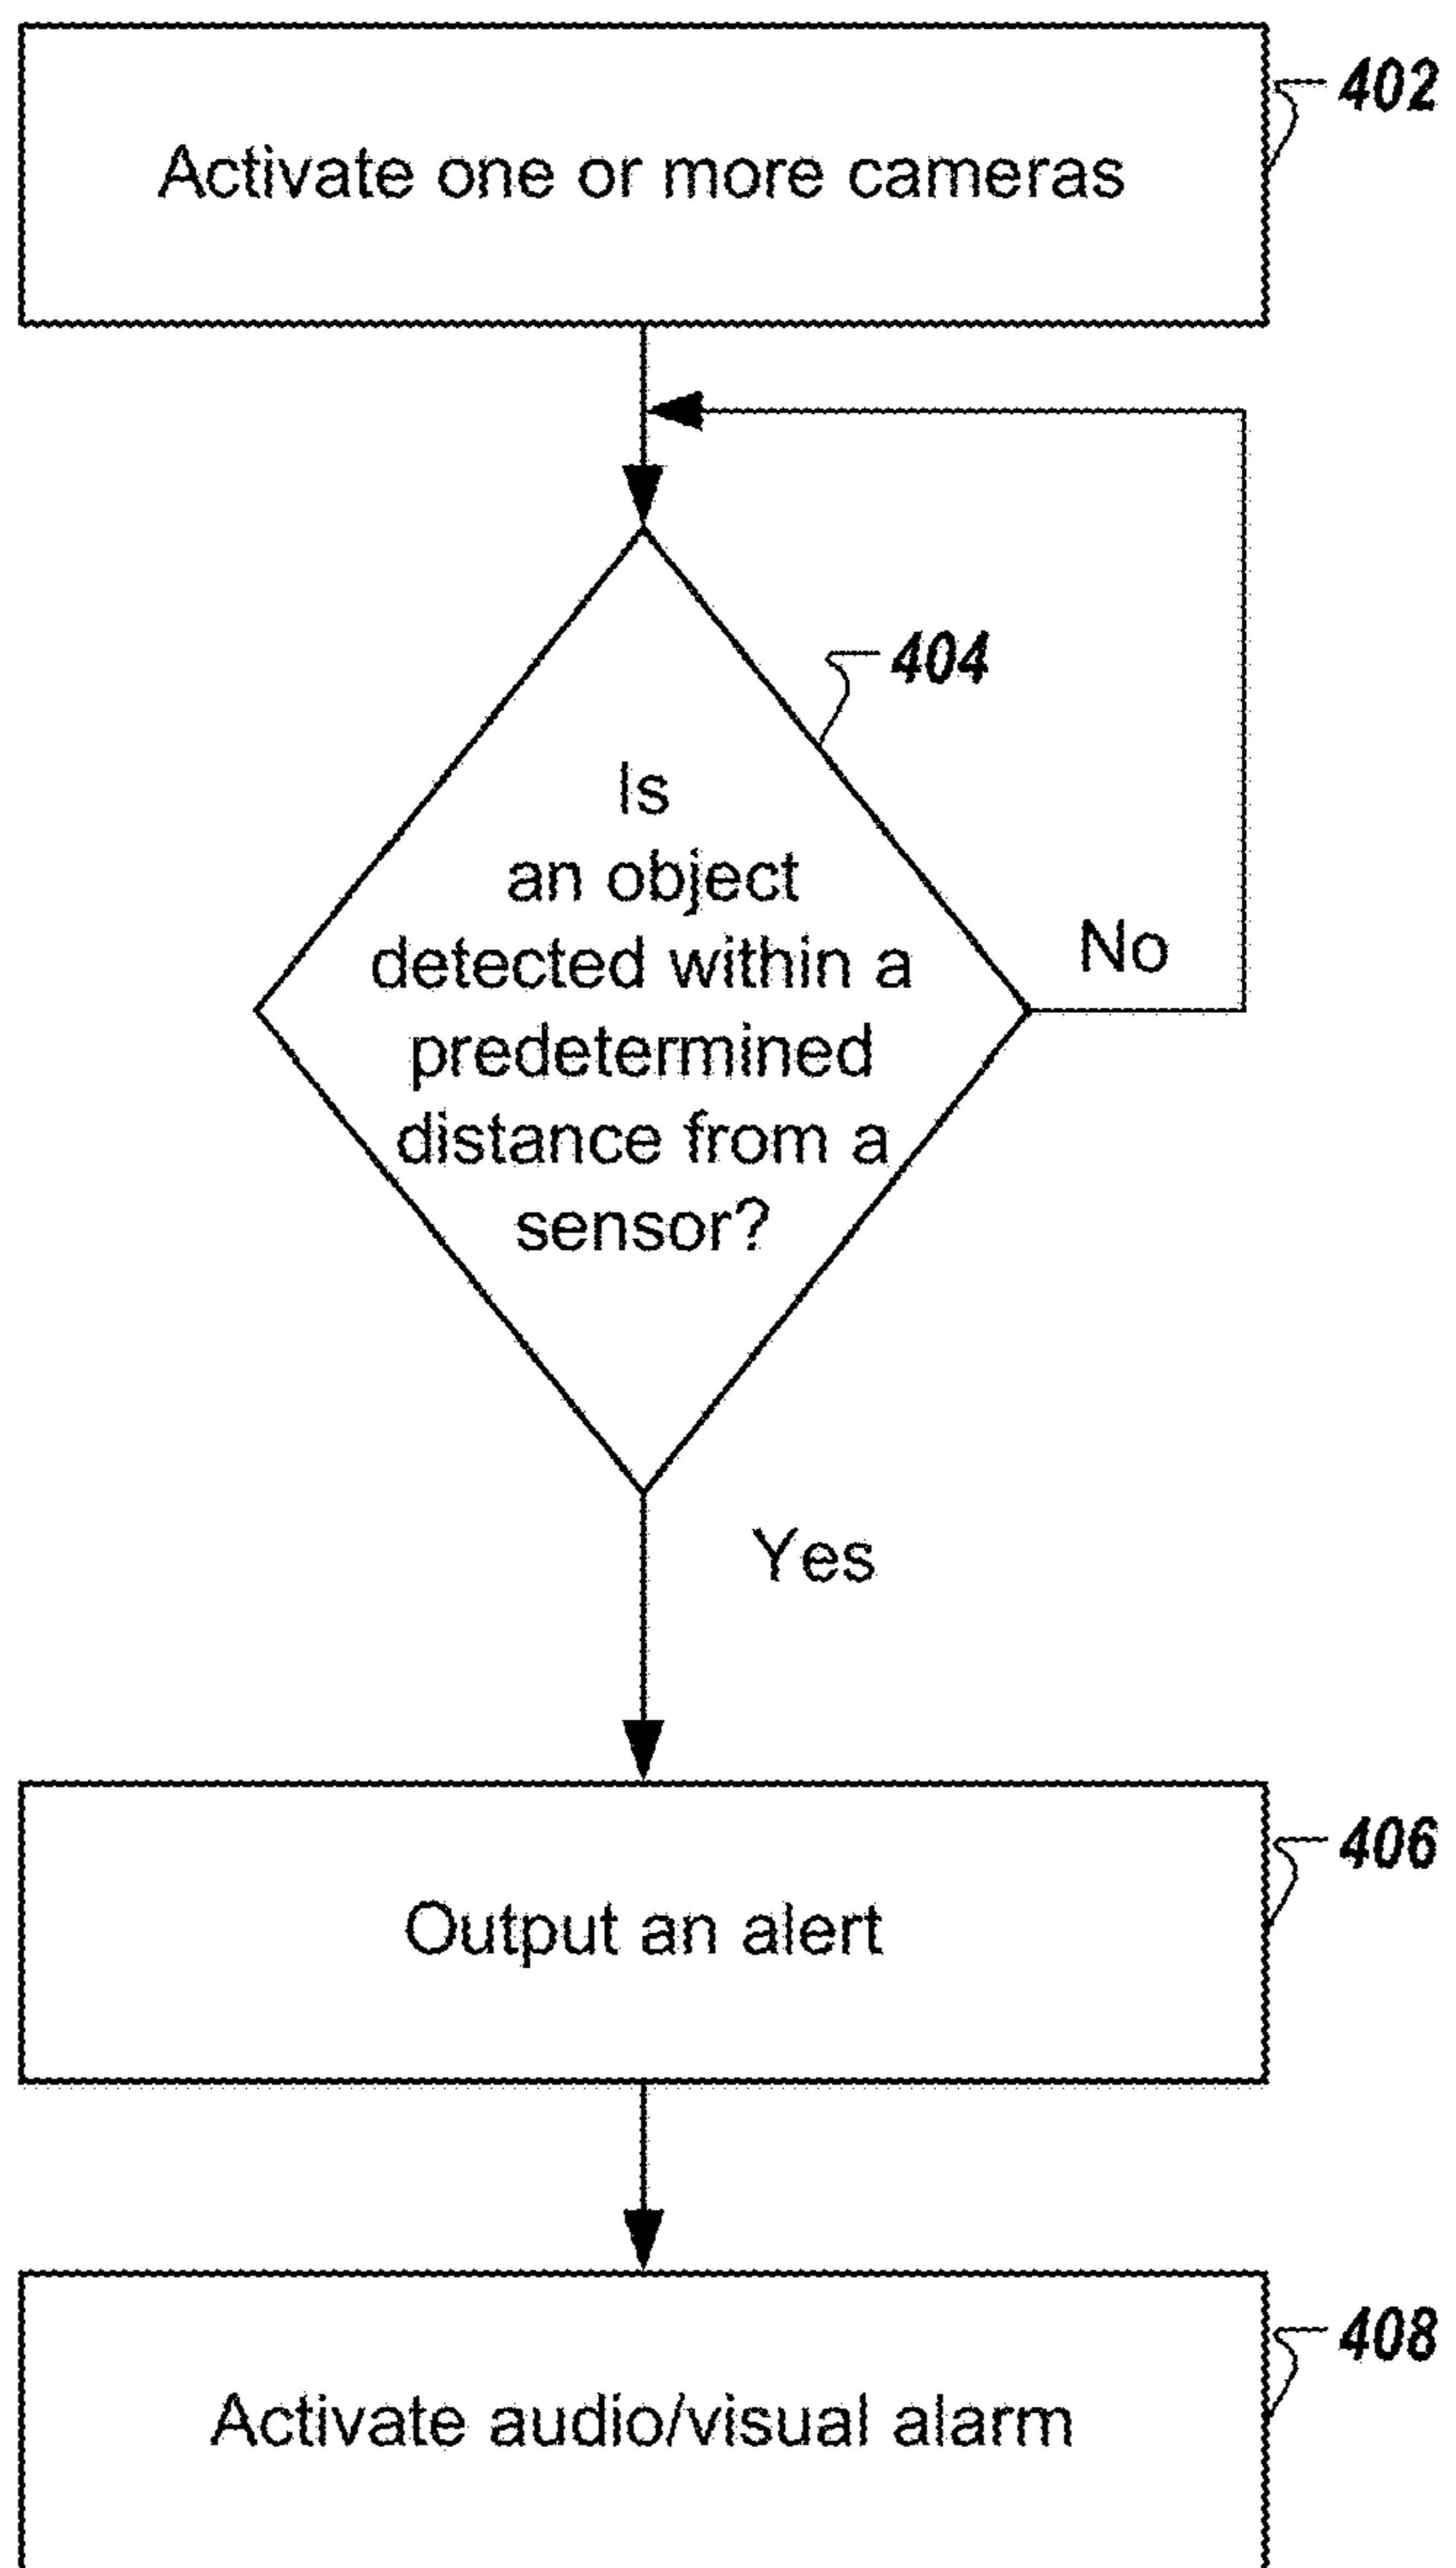 402
Activate one or more cameras
404
Is
an object
detected within a
predetermined
distance from a
sensor?
No
Yes
406
Output an alert
408
Activate audio/visual alarm